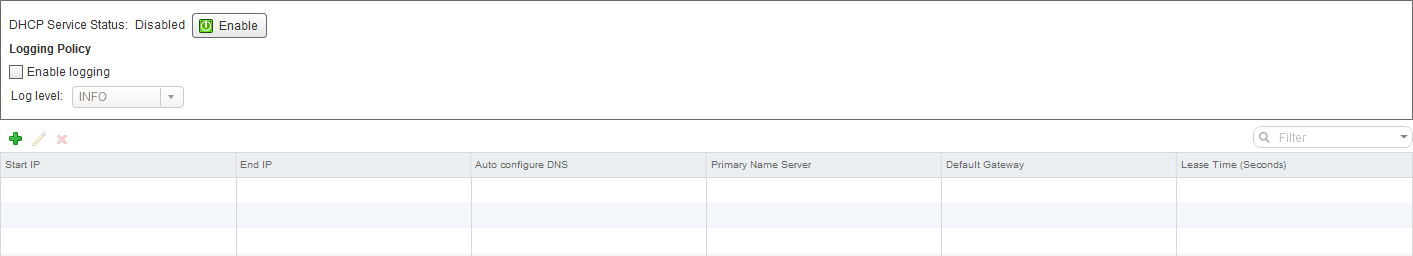 DHCP Service Status: Disabled Enable
Logging Policy
Enable logging
Log level: INFO
Filter
Start IP End IP Auto configure DNS Primary Name Server Default Gateway Lease Time (Seconds)